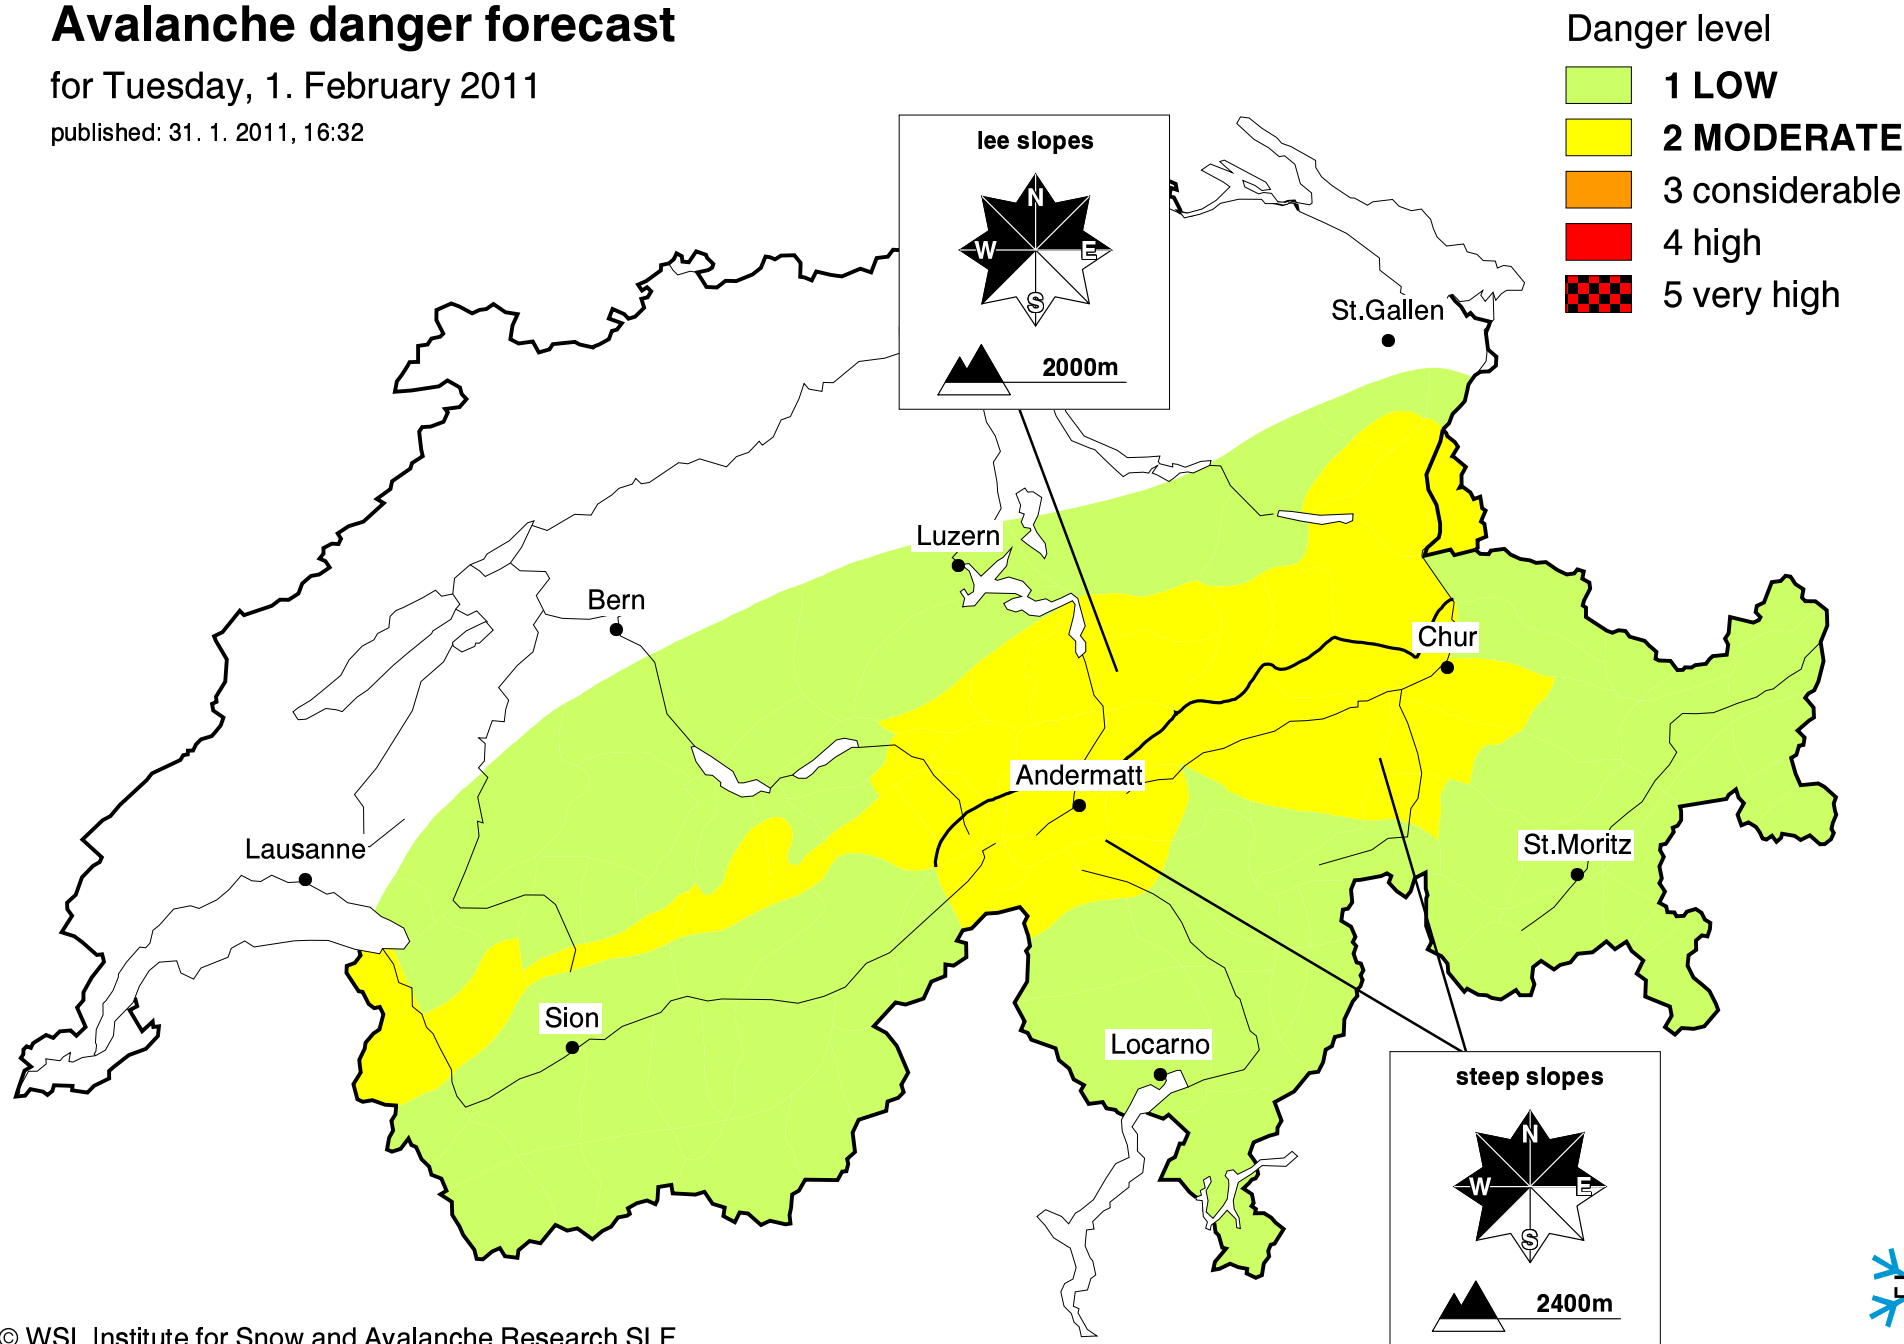 Avalanche danger forecast
for Tuesday, 1. February 2011
published: 31. 1. 2011, 16:32
Danger level
1 LOW
2 MODERATE
3 considerable
4 high
5 very high
lee slopes
N
W E
S
2000m
St.Gallen
Luzern
Bern
Chur
Andermatt
Lausanne
St.Moritz
Sion
Locarno
steep slopes
N
W E
S
2400m
© WSL Institute for Snow and Avalanche Research SLF